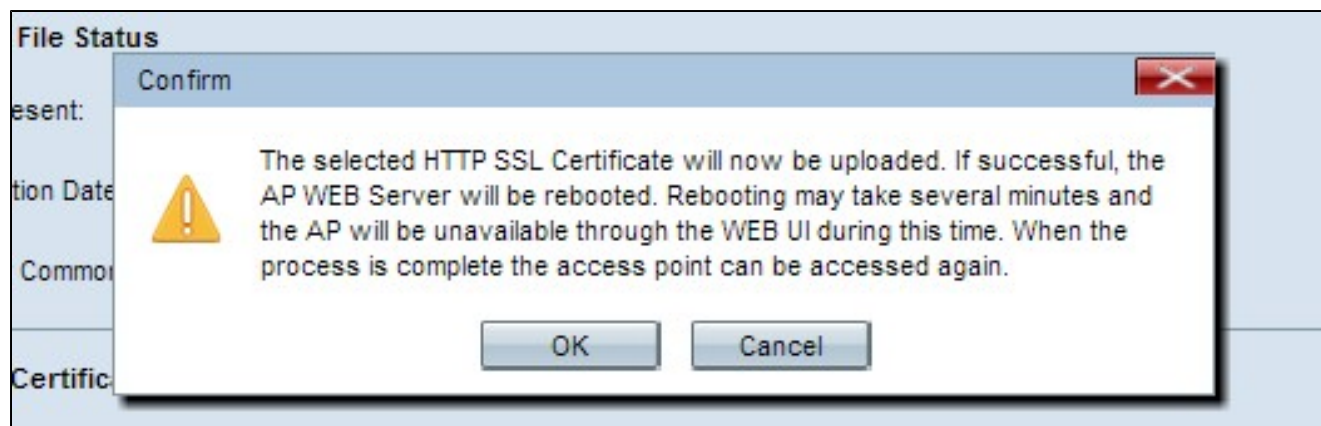 File Status
Confirm
esent:
The selected HTTP SSL Certificate will now be uploaded. If successful, the
AP WEB Server will be rebooted. Rebooting may take several minutes and
tion Date
the AP will be unavailable through the WEB UI during this time. When the
process is complete the access point can be accessed again.
Commor
OK Cancel
Certific